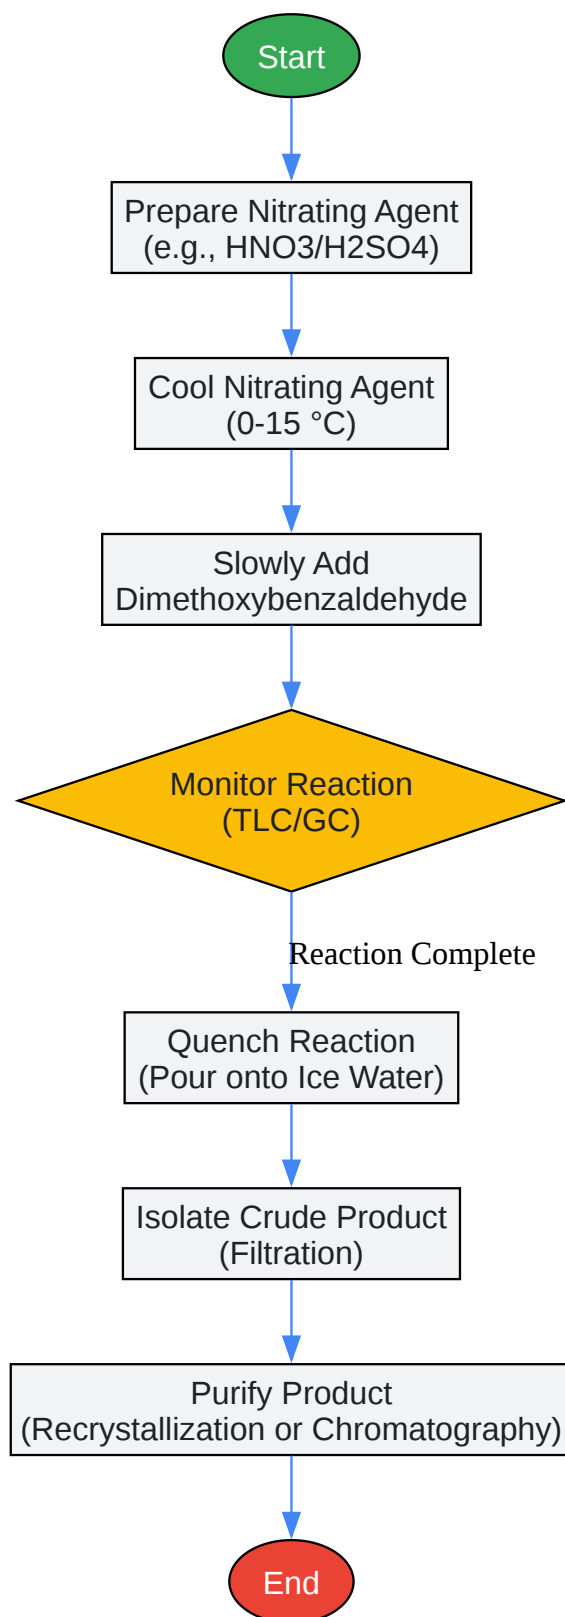 Start
Prepare Nitrating Agent
(e.g., HNO3/H2SO4)
Cool Nitrating Agent
(0-15 °C)
Slowly Add
Dimethoxybenzaldehyde
Monitor Reaction
(TLC/GC)
Reaction Complete
Quench Reaction
(Pour onto Ice Water)
Isolate Crude Product
(Filtration)
Purify Product
(Recrystallization or Chromatography)
End